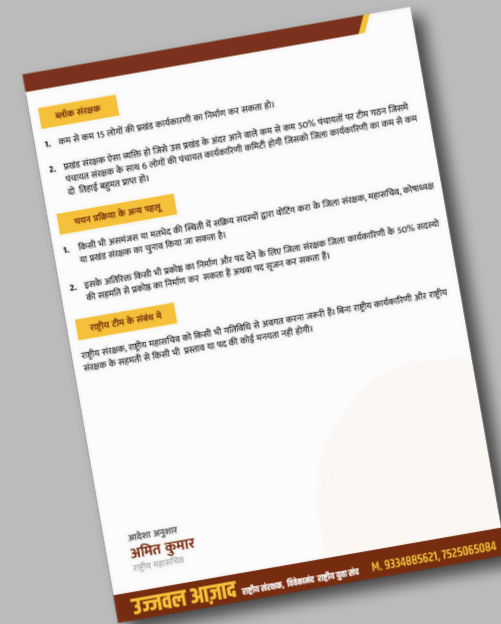 ब्लॉक संरक्षक
1. कम से कम 15 लोगों की प्रखंड कार्यकारणी का निर्माण कर सकता हो।
2. प्रखंड संरक्षक ऐसा व्यक्ति हो जिसे उस प्रखंड के अंदर आने वाले कम से कम 50% पंचायतों पर टीम गठन जिसमे
पंचायत संरक्षक के साथ 6 लोगों की पंचायत कार्यकारिणी कमिटी होगी जिसको जिला कार्यकारिणी का कम से कम
दो तिहाई बहुमत प्राप्त हो।
चयन प्रक्रिया के अन्य पहलू
1. किसी भी असमंजस या मतभेद की स्थिती में सक्रिय सदस्यों द्वारा वोटिंग करा के जिला संरक्षक, महासचिव, कोषाध्यक्ष
या प्रखंड संरक्षक का चुनाव किया जा सकता है।
2. इसके अतिरिक्त किसी भी प्रकोष्ठ का निर्माण और पद देने के लिए जिला संरक्षक जिला कार्यकारिणी के 50% सदस्यो
की सहमति से प्रकोष्ठ का निर्माण कर सकता हैं अथवा पद सृजन कर सकता हैं।
राष्ट्रीय टीम के संबंध मे
राष्ट्रीय संरक्षक, राष्ट्रीय महासचिव को किसी भी गतिविधि से अवगत करना जरूरी हैं। बिना राष्ट्रीय कार्यकारिणी और राष्ट्रीय
संरक्षक के सहमती से किसी भी प्रस्ताव या पद की कोई मनयता नही होगी।
आदेशा अनुशार
अमित कुमार
राष्ट्रीय महासचिव
उज्जवल आज़ाद राष्ट्रीय संरक्षक, विवेकानंद राष्ट्रीय युवा संघ M. 9334885621, 7525065084